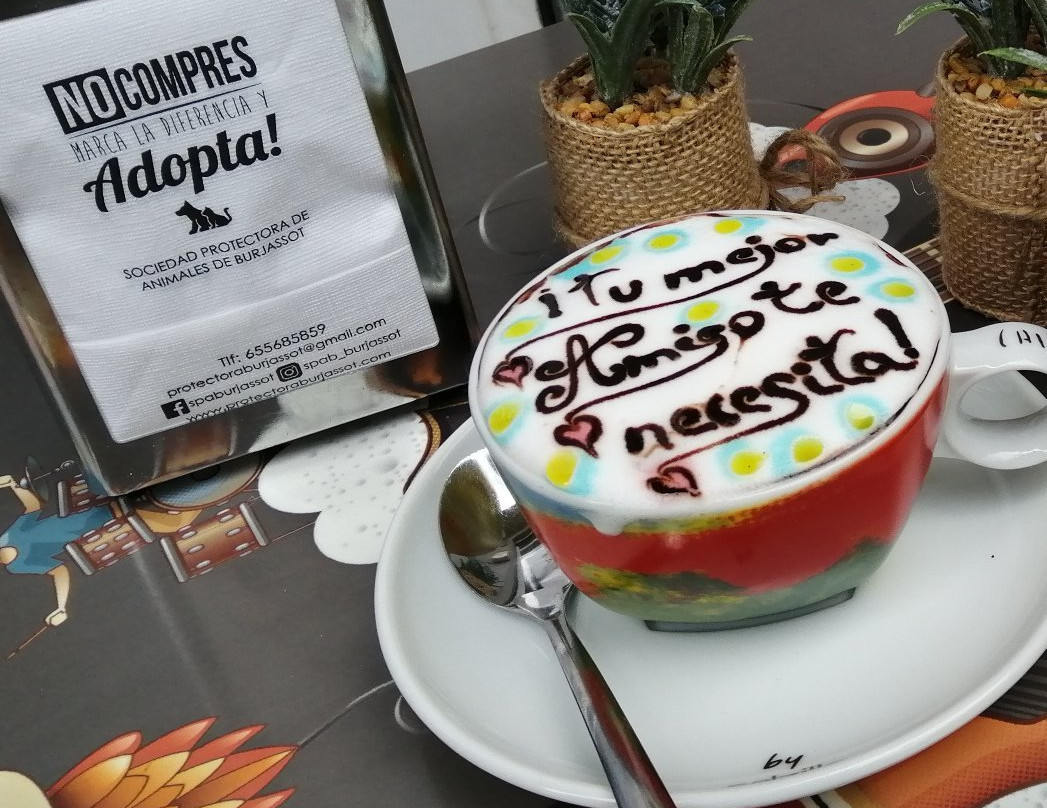 NO COMPRES
MARCA LA DIFERENCIA Y
Adopta!
SOCIEDAD PROTECTORA DE
ANIMALES DE BURJASSOT
Tlf: 655685859
protectoraburjassot@gmail.com
spaburjassot spab_burjassot
www.protectoraburjassot.com
¡Tu mejor
Amigo te
necesita!
by